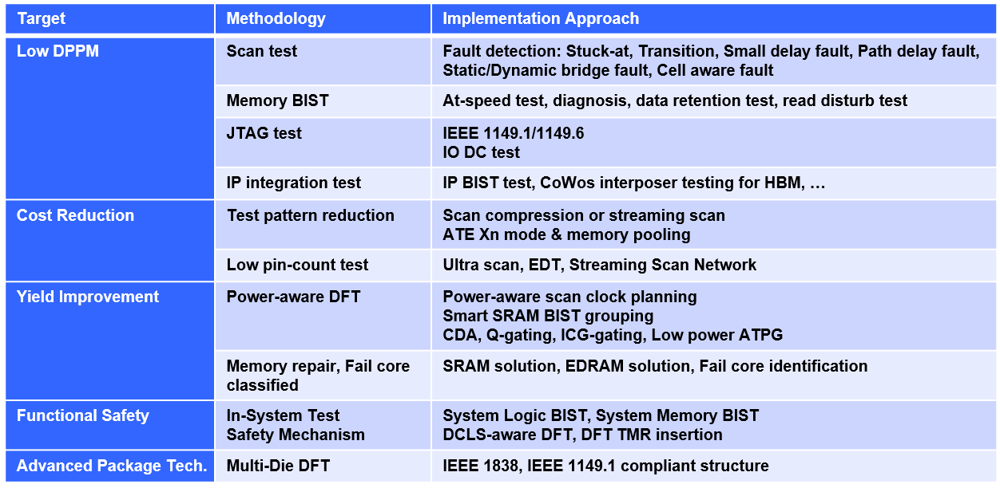 Target Methodology Implementation Approach
Low DPPM Scan test Fault detection: Stuck-at, Transition, Small delay fault, Path delay fault,
Static/Dynamic bridge fault, Cell aware fault
Memory BIST At-speed test, diagnosis, data retention test, read disturb test
JTAG test IEEE 1149.1/1149.6
IO DC test
IP integration test IP BIST test, CoWos interposer testing for HBM, …
Cost Reduction Test pattern reduction Scan compression or streaming scan
ATE Xn mode & memory pooling
Low pin-count test Ultra scan, EDT, Streaming Scan Network
Yield Improvement Power-aware DFT Power-aware scan clock planning
Smart SRAM BIST grouping
CDA, Q-gating, ICG-gating, Low power ATPG
Memory repair, Fail core SRAM solution, EDRAM solution, Fail core identification
classified
Functional Safety In-System Test System Logic BIST, System Memory BIST
Safety Mechanism DCLS-aware DFT, DFT TMR insertion
Advanced Package Tech. Multi-Die DFT IEEE 1838, IEEE 1149.1 compliant structure